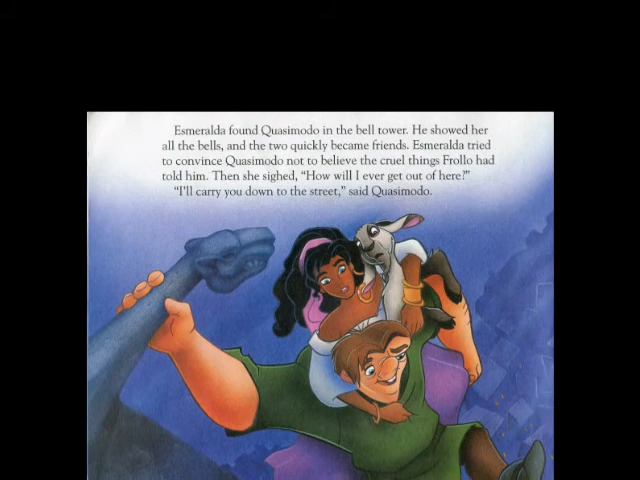 Esmeralda found Quasimodo in the bell tower. He showed her
all the bells, and the two quickly became friends. Esmeralda tried
to convince Quasimodo not to believe the cruel things Frollo had
told him. Then she sighed, “How will I ever get out of here?”
“I’ll carry you down to the street,” said Quasimodo.